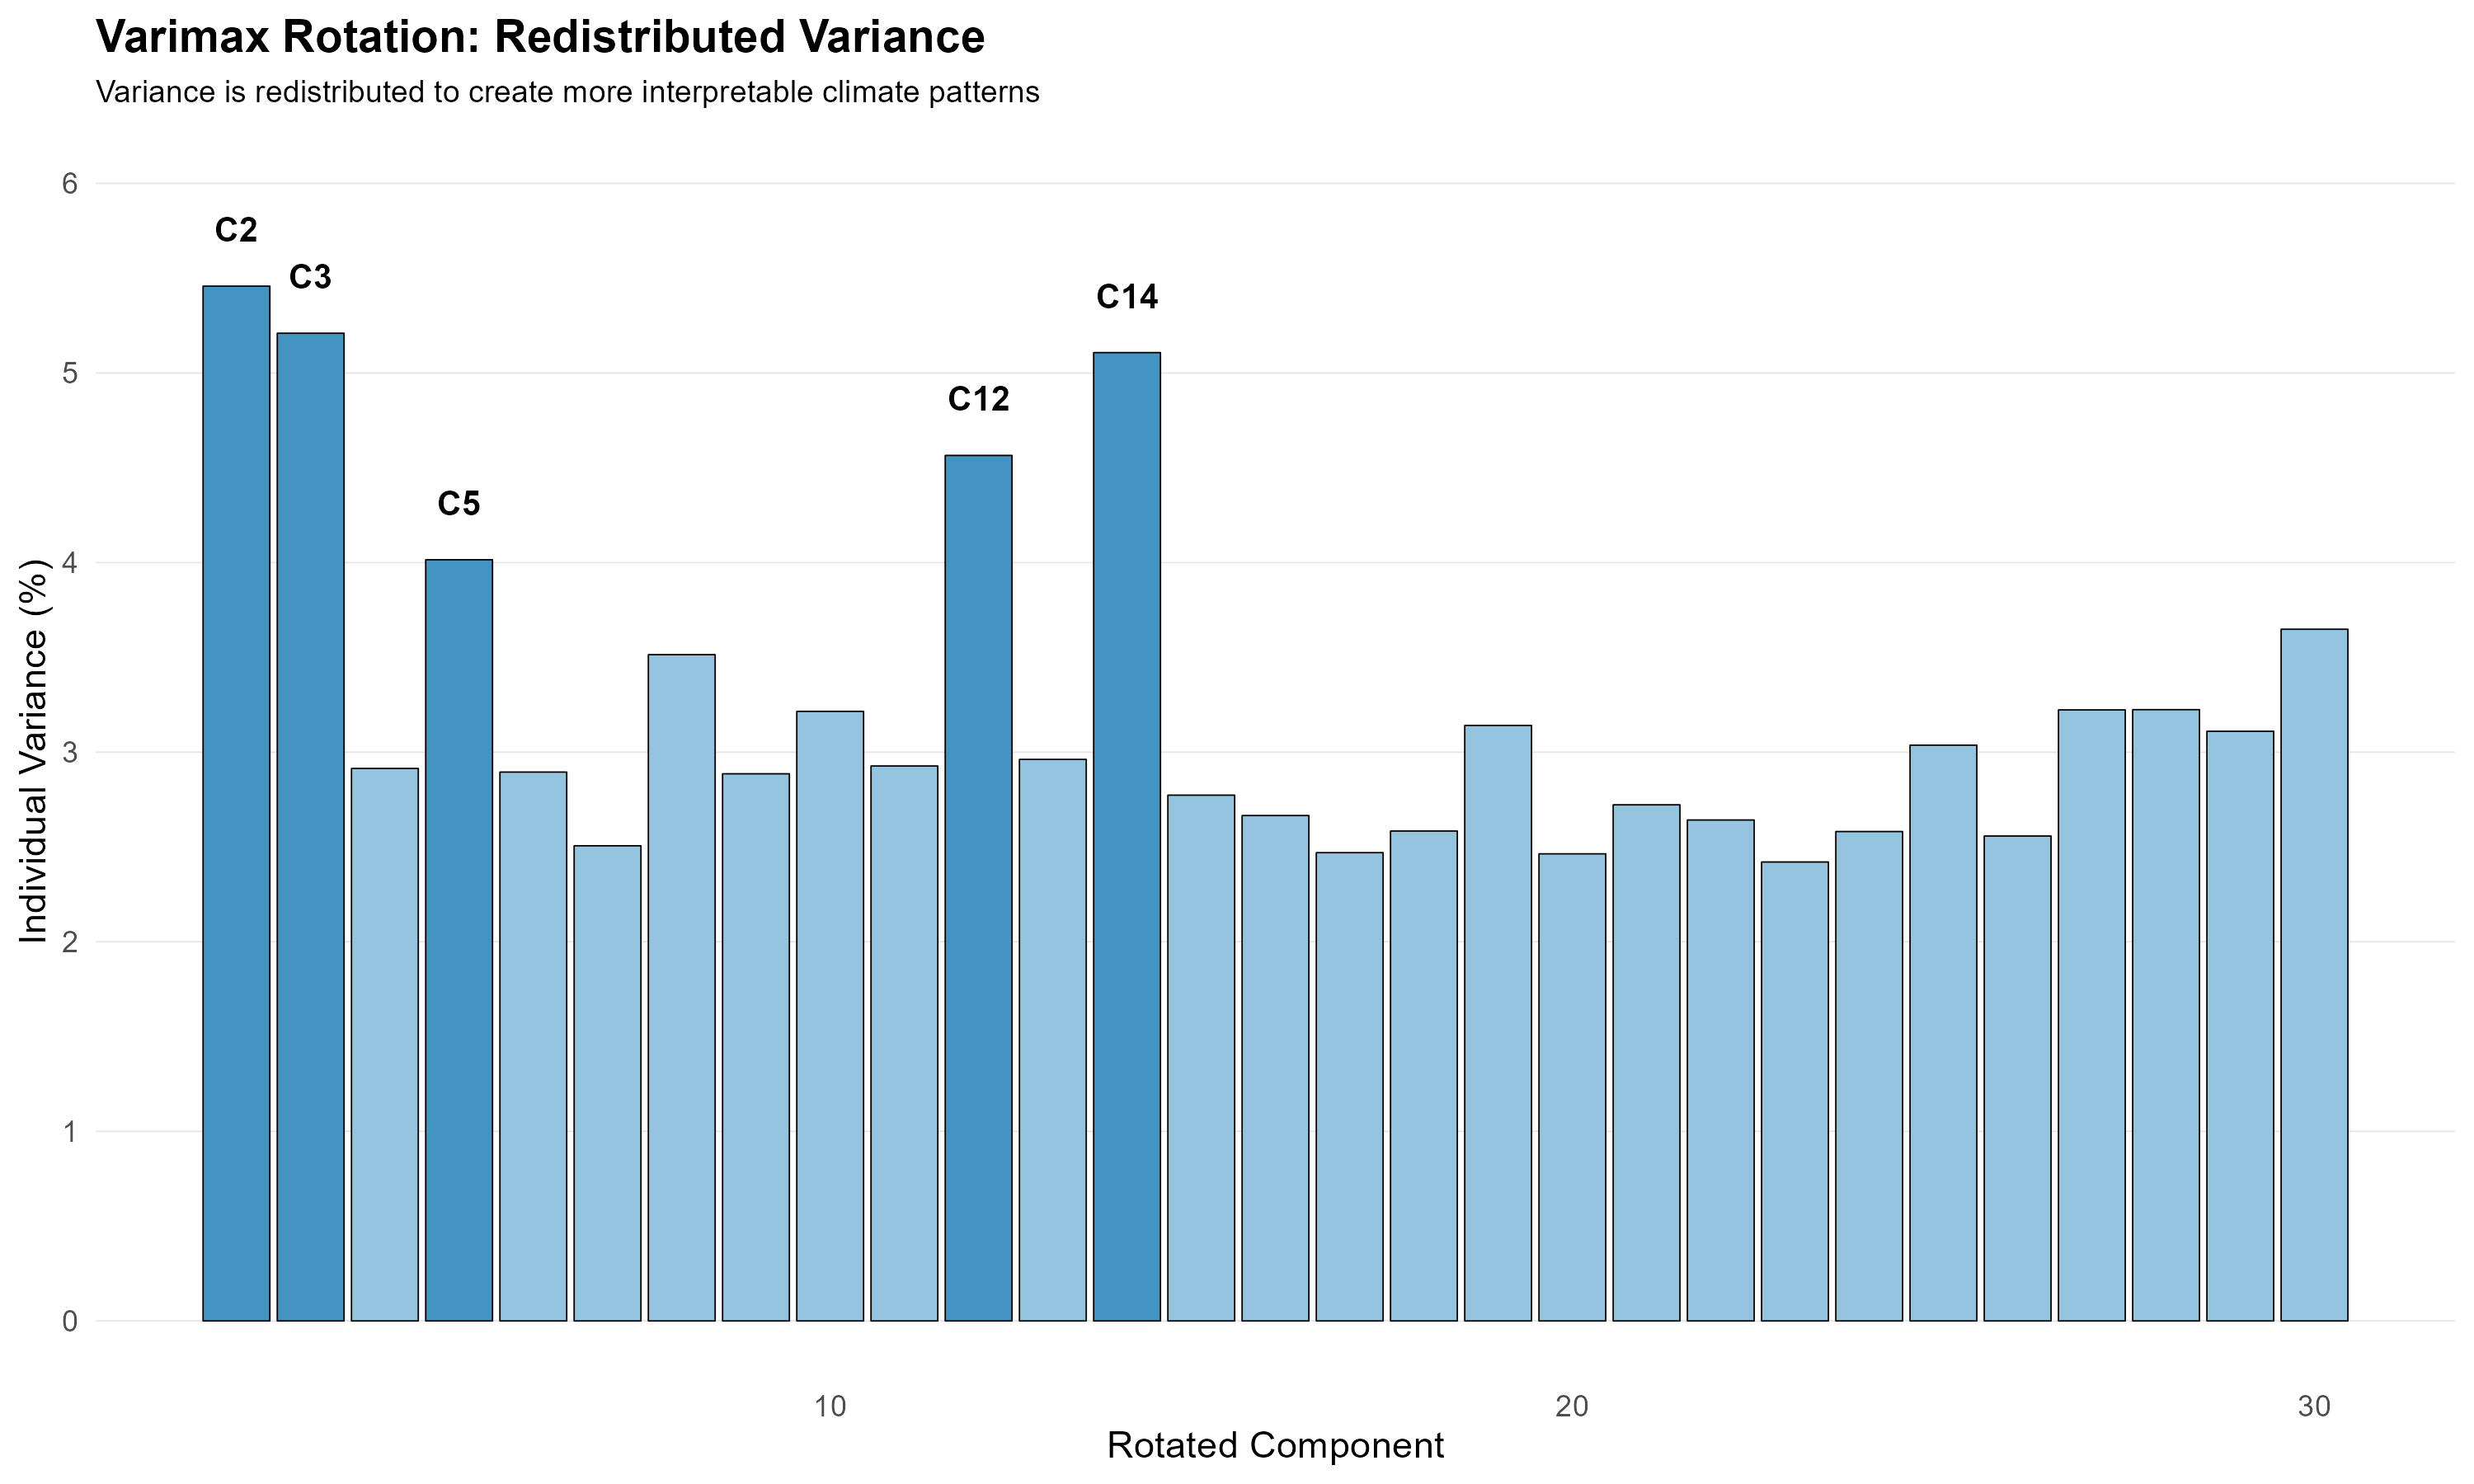 Varimax Rotation: Redistributed Variance
Variance is redistributed to create more interpretable climate patterns
6
C2
C3
C14
5
C12
C5
4
Individual Variance (%)
3
2
1
0
10 20 30
Rotated Component